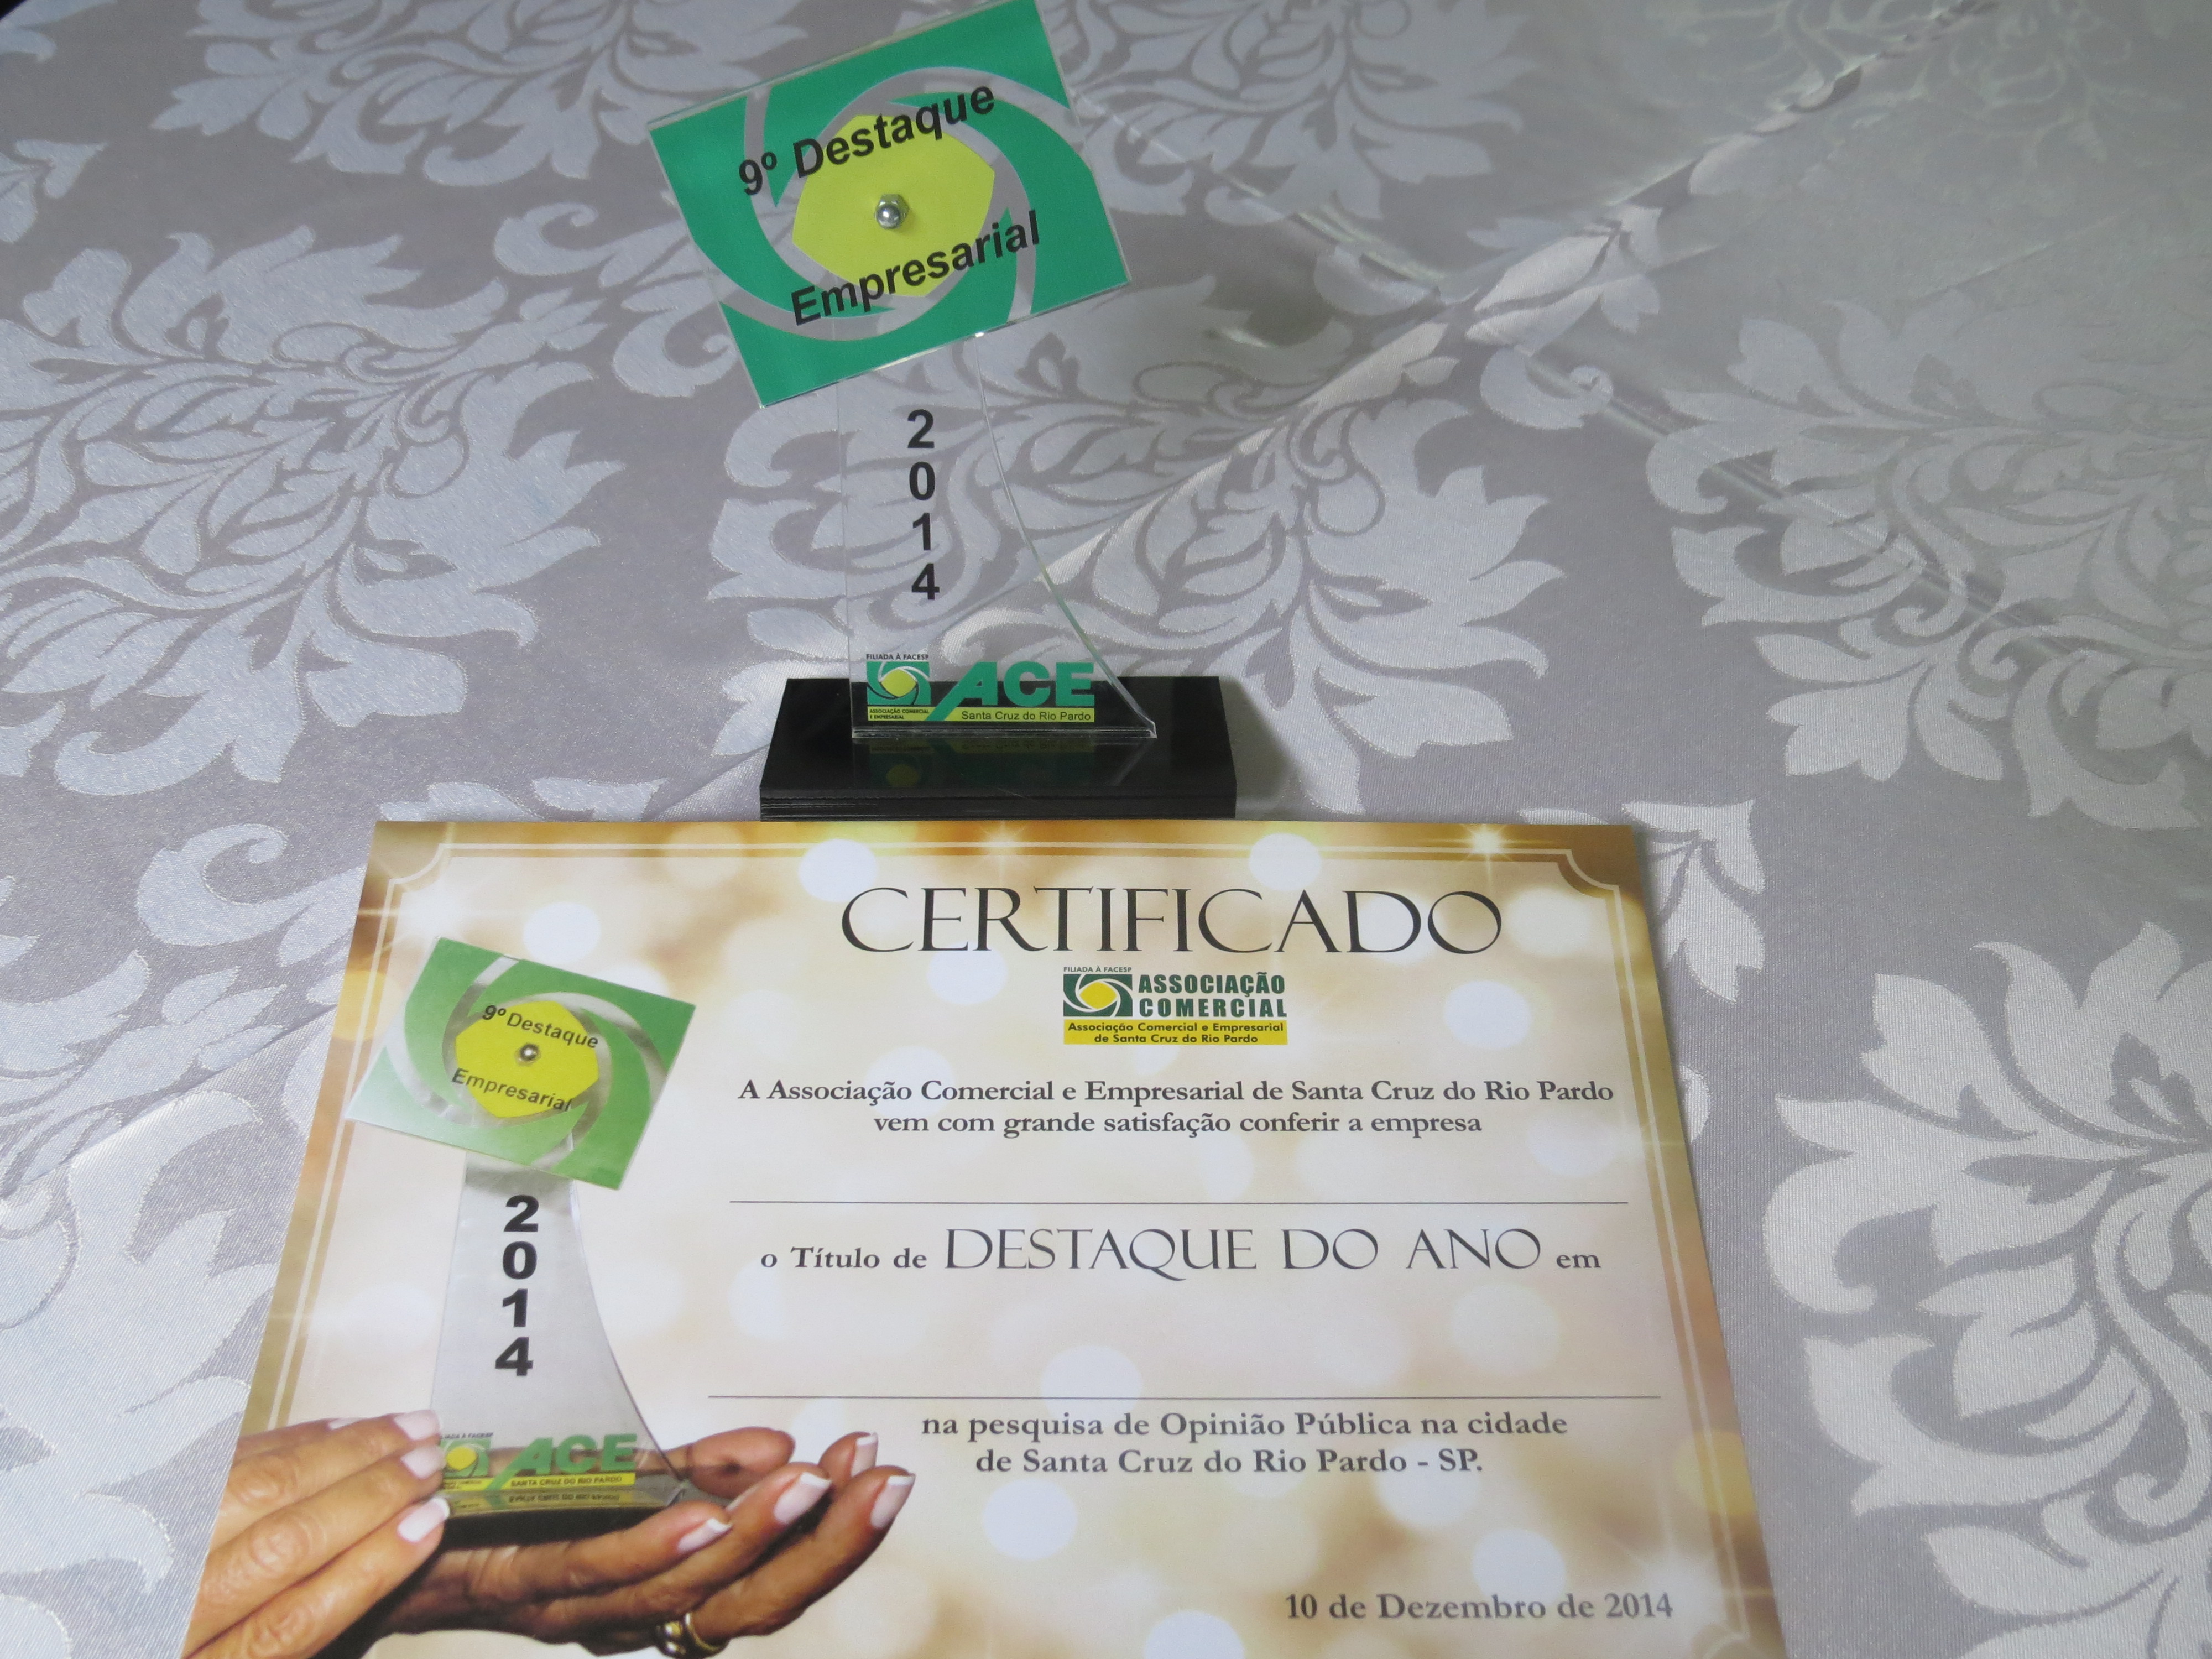 9º Destaque
Empresarial
2
0
1
4
FILIADA À FACESP
ACE
ASSOCIAÇÃO COMERCIAL
E EMPRESARIAL
Santa Cruz do Rio Pardo
CERTIFICADO
FILIADA À FACESP
ASSOCIAÇÃO
COMERCIAL
Associação Comercial e Empresarial
de Santa Cruz do Rio Pardo
9º Destaque
Empresarial
A Associação Comercial e Empresarial de Santa Cruz do Rio Pardo
vem com grande satisfação conferir a empresa
2
0
1
4
o Título de DESTAQUE DO ANO em
na pesquisa de Opinião Pública na cidade
de Santa Cruz do Rio Pardo - SP.
ACE
SANTA CRUZ DO RIO PARDO
10 de Dezembro de 2014